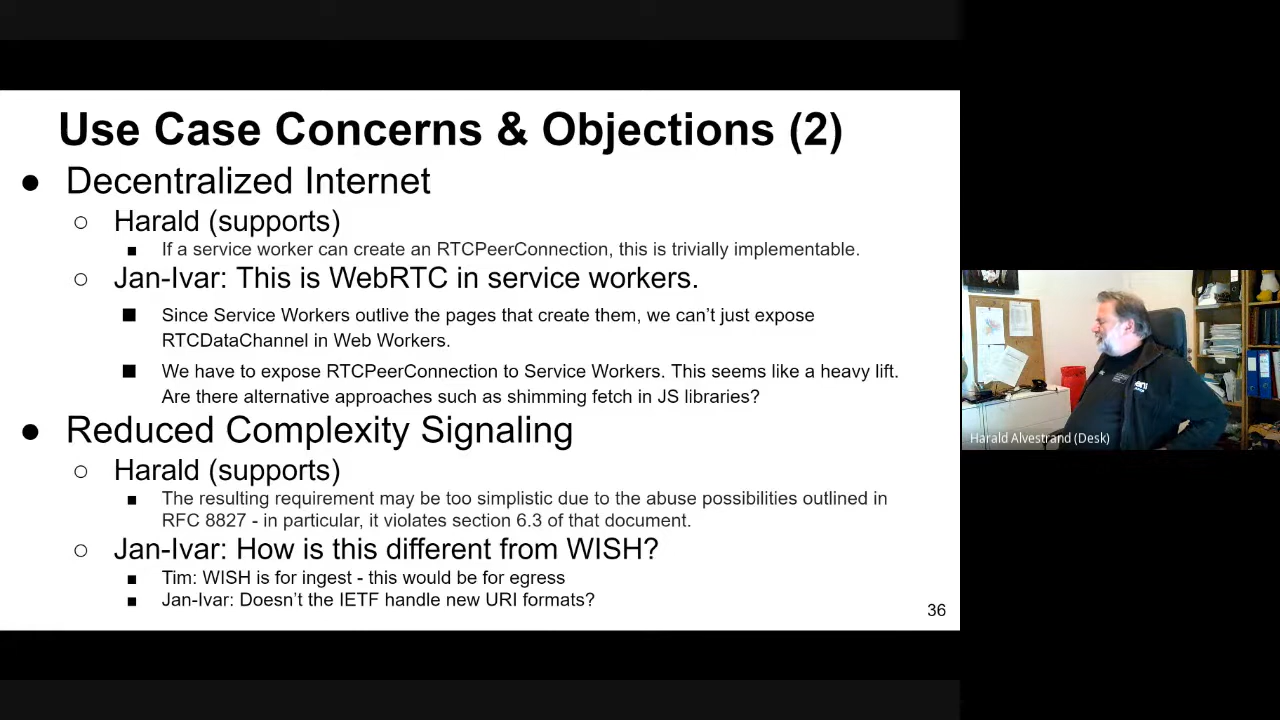 Use Case Concerns & Objections (2)
● Decentralized Internet
○ Harald (supports)
■ If a service worker can create an RTCPeerConnection, this is trivially implementable.
○ Jan-Ivar: This is WebRTC in service workers.
■ Since Service Workers outlive the pages that create them, we can’t just expose
RTCDataChannel in Web Workers.
■ We have to expose RTCPeerConnection to Service Workers. This seems like a heavy lift.
Are there alternative approaches such as shimming fetch in JS libraries?
● Reduced Complexity Signaling
○ Harald (supports)
■ The resulting requirement may be too simplistic due to the abuse possibilities outlined in
RFC 8827 - in particular, it violates section 6.3 of that document.
○ Jan-Ivar: How is this different from WISH?
■ Tim: WISH is for ingest - this would be for egress
■ Jan-Ivar: Doesn’t the IETF handle new URI formats?
36
Harald Alvestrand (Desk)